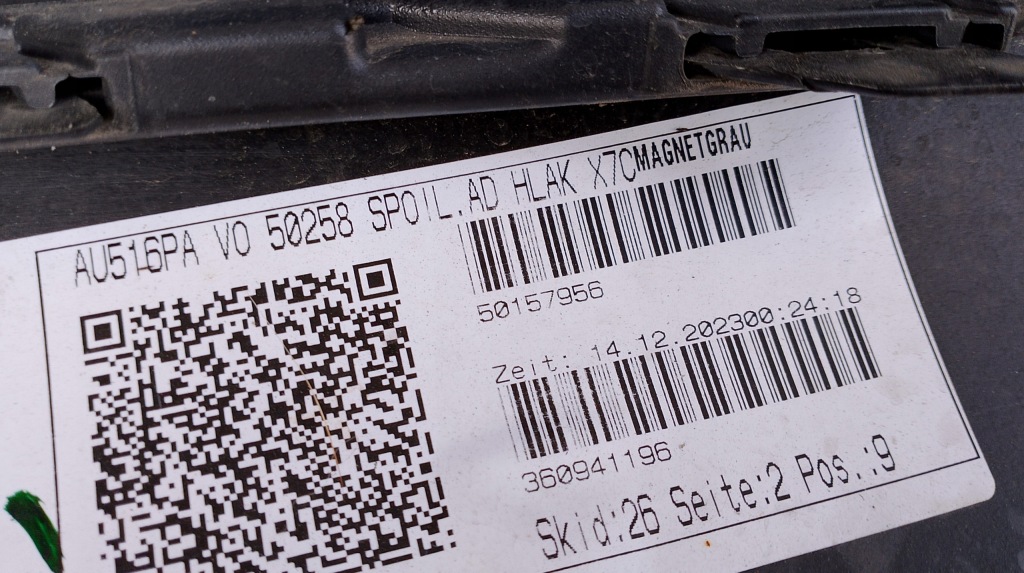 AU516PA VO 50258 SPOIL.AD HLAK X7CMAGNETGRAU
50157956
Zeit: 14.12.202300:24:18
360941196
Skid:26 Seite:2 Pos.:9